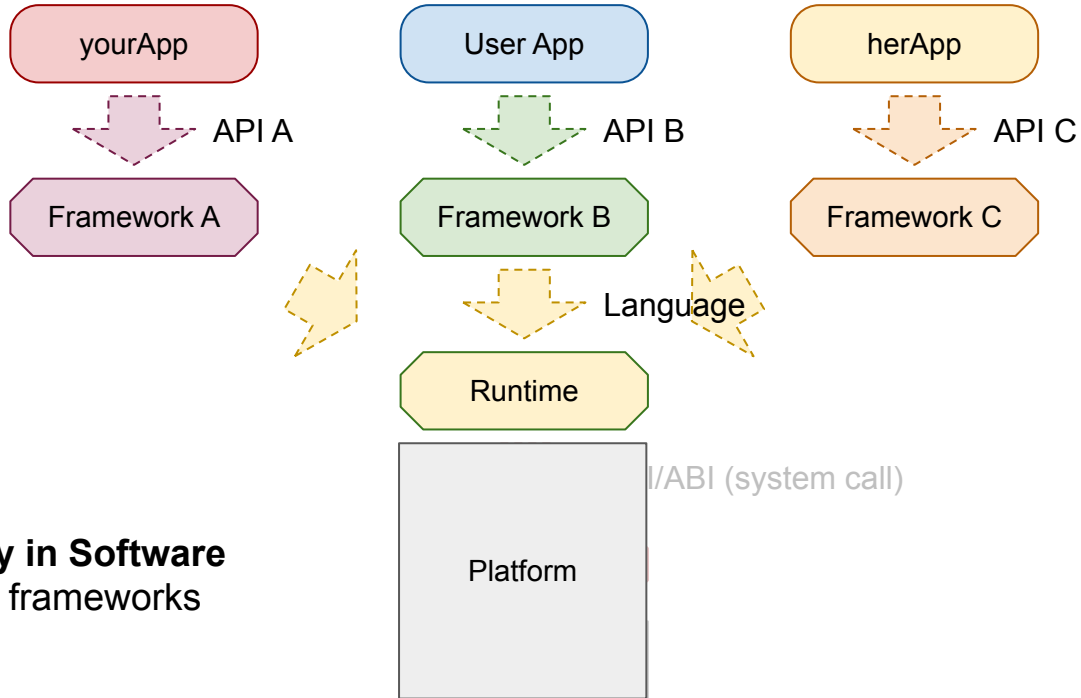 yourApp
User App
herApp
API A
API B
API C
Framework A
Framework B
Framework C
Language
Runtime
I/ABI (system call)
Platform
y in Software
frameworks